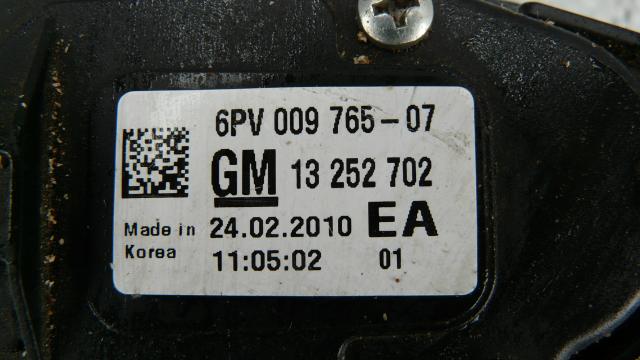 6PV 009 765-07
GM 13 252 702
Made in Korea 24.02.2010 EA
11:05:02 01